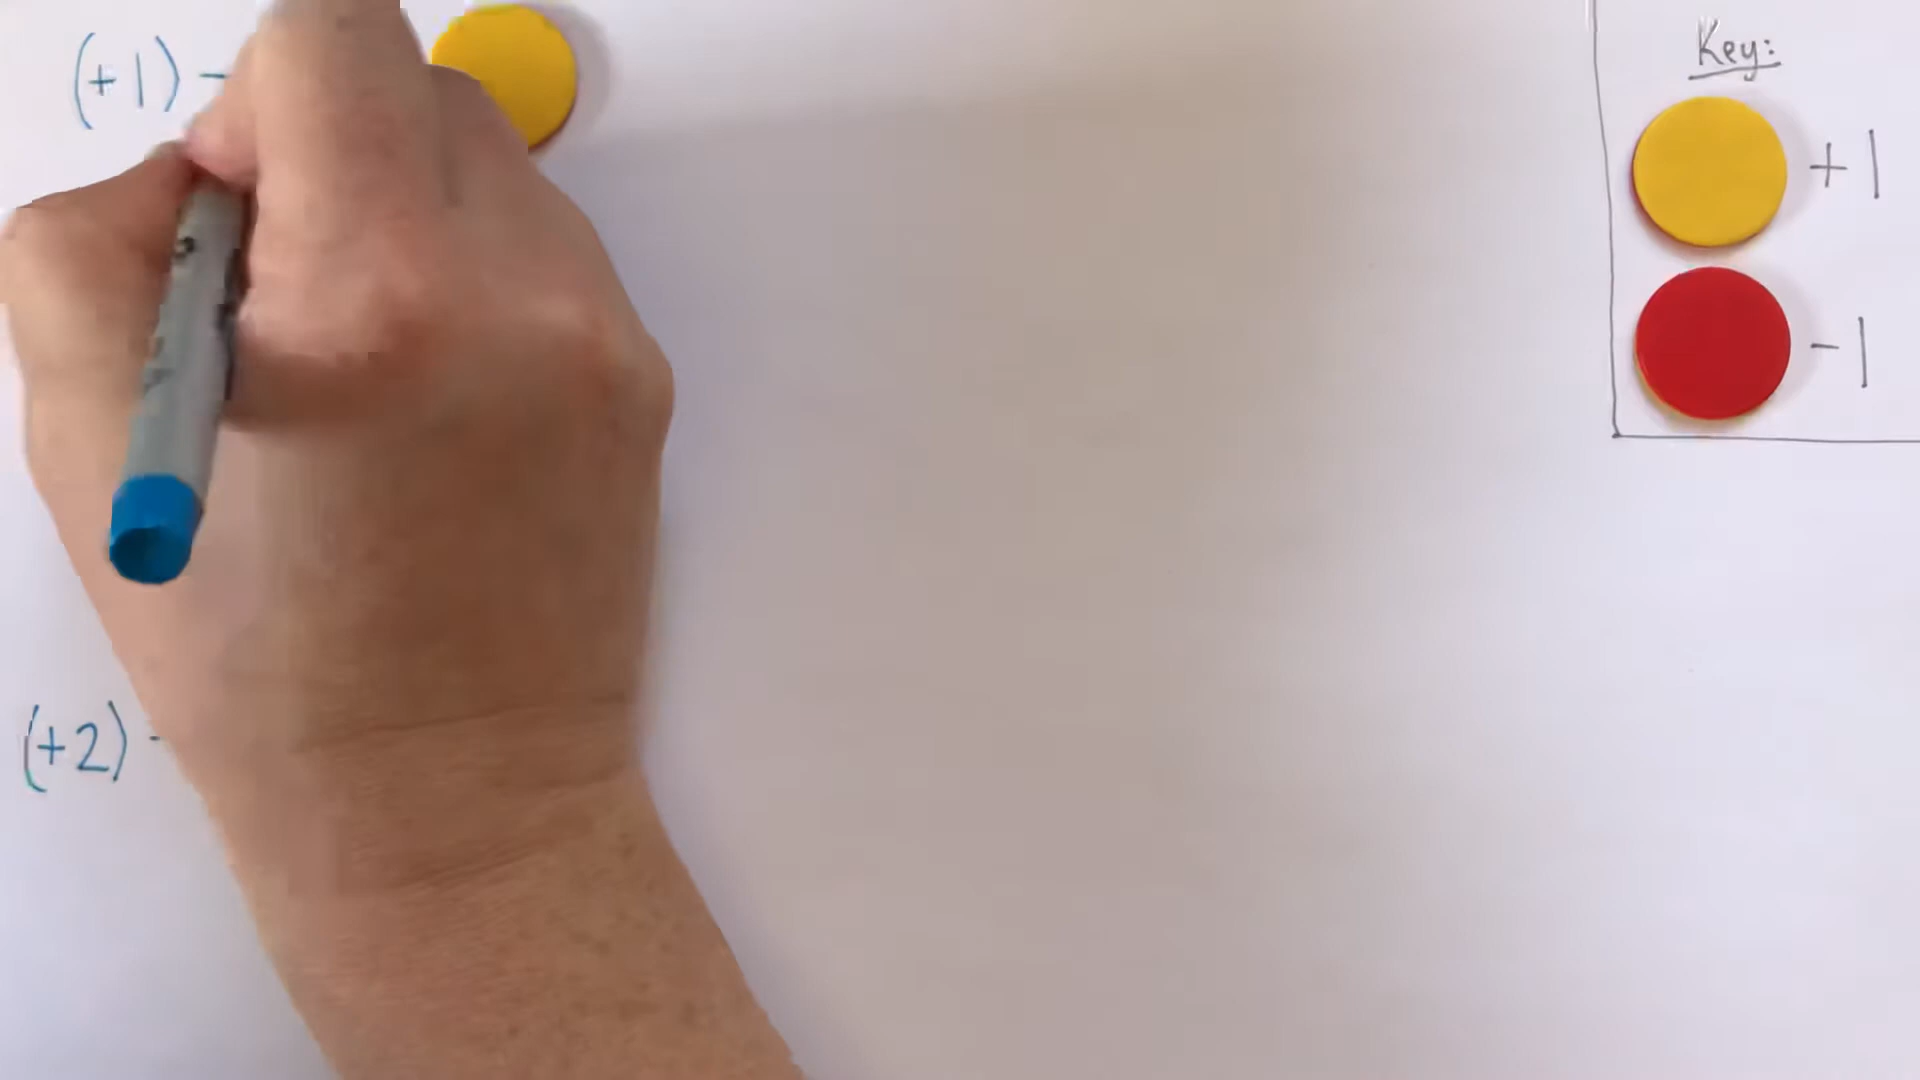 (+1) -
Key:
+1
-1
(+2) -